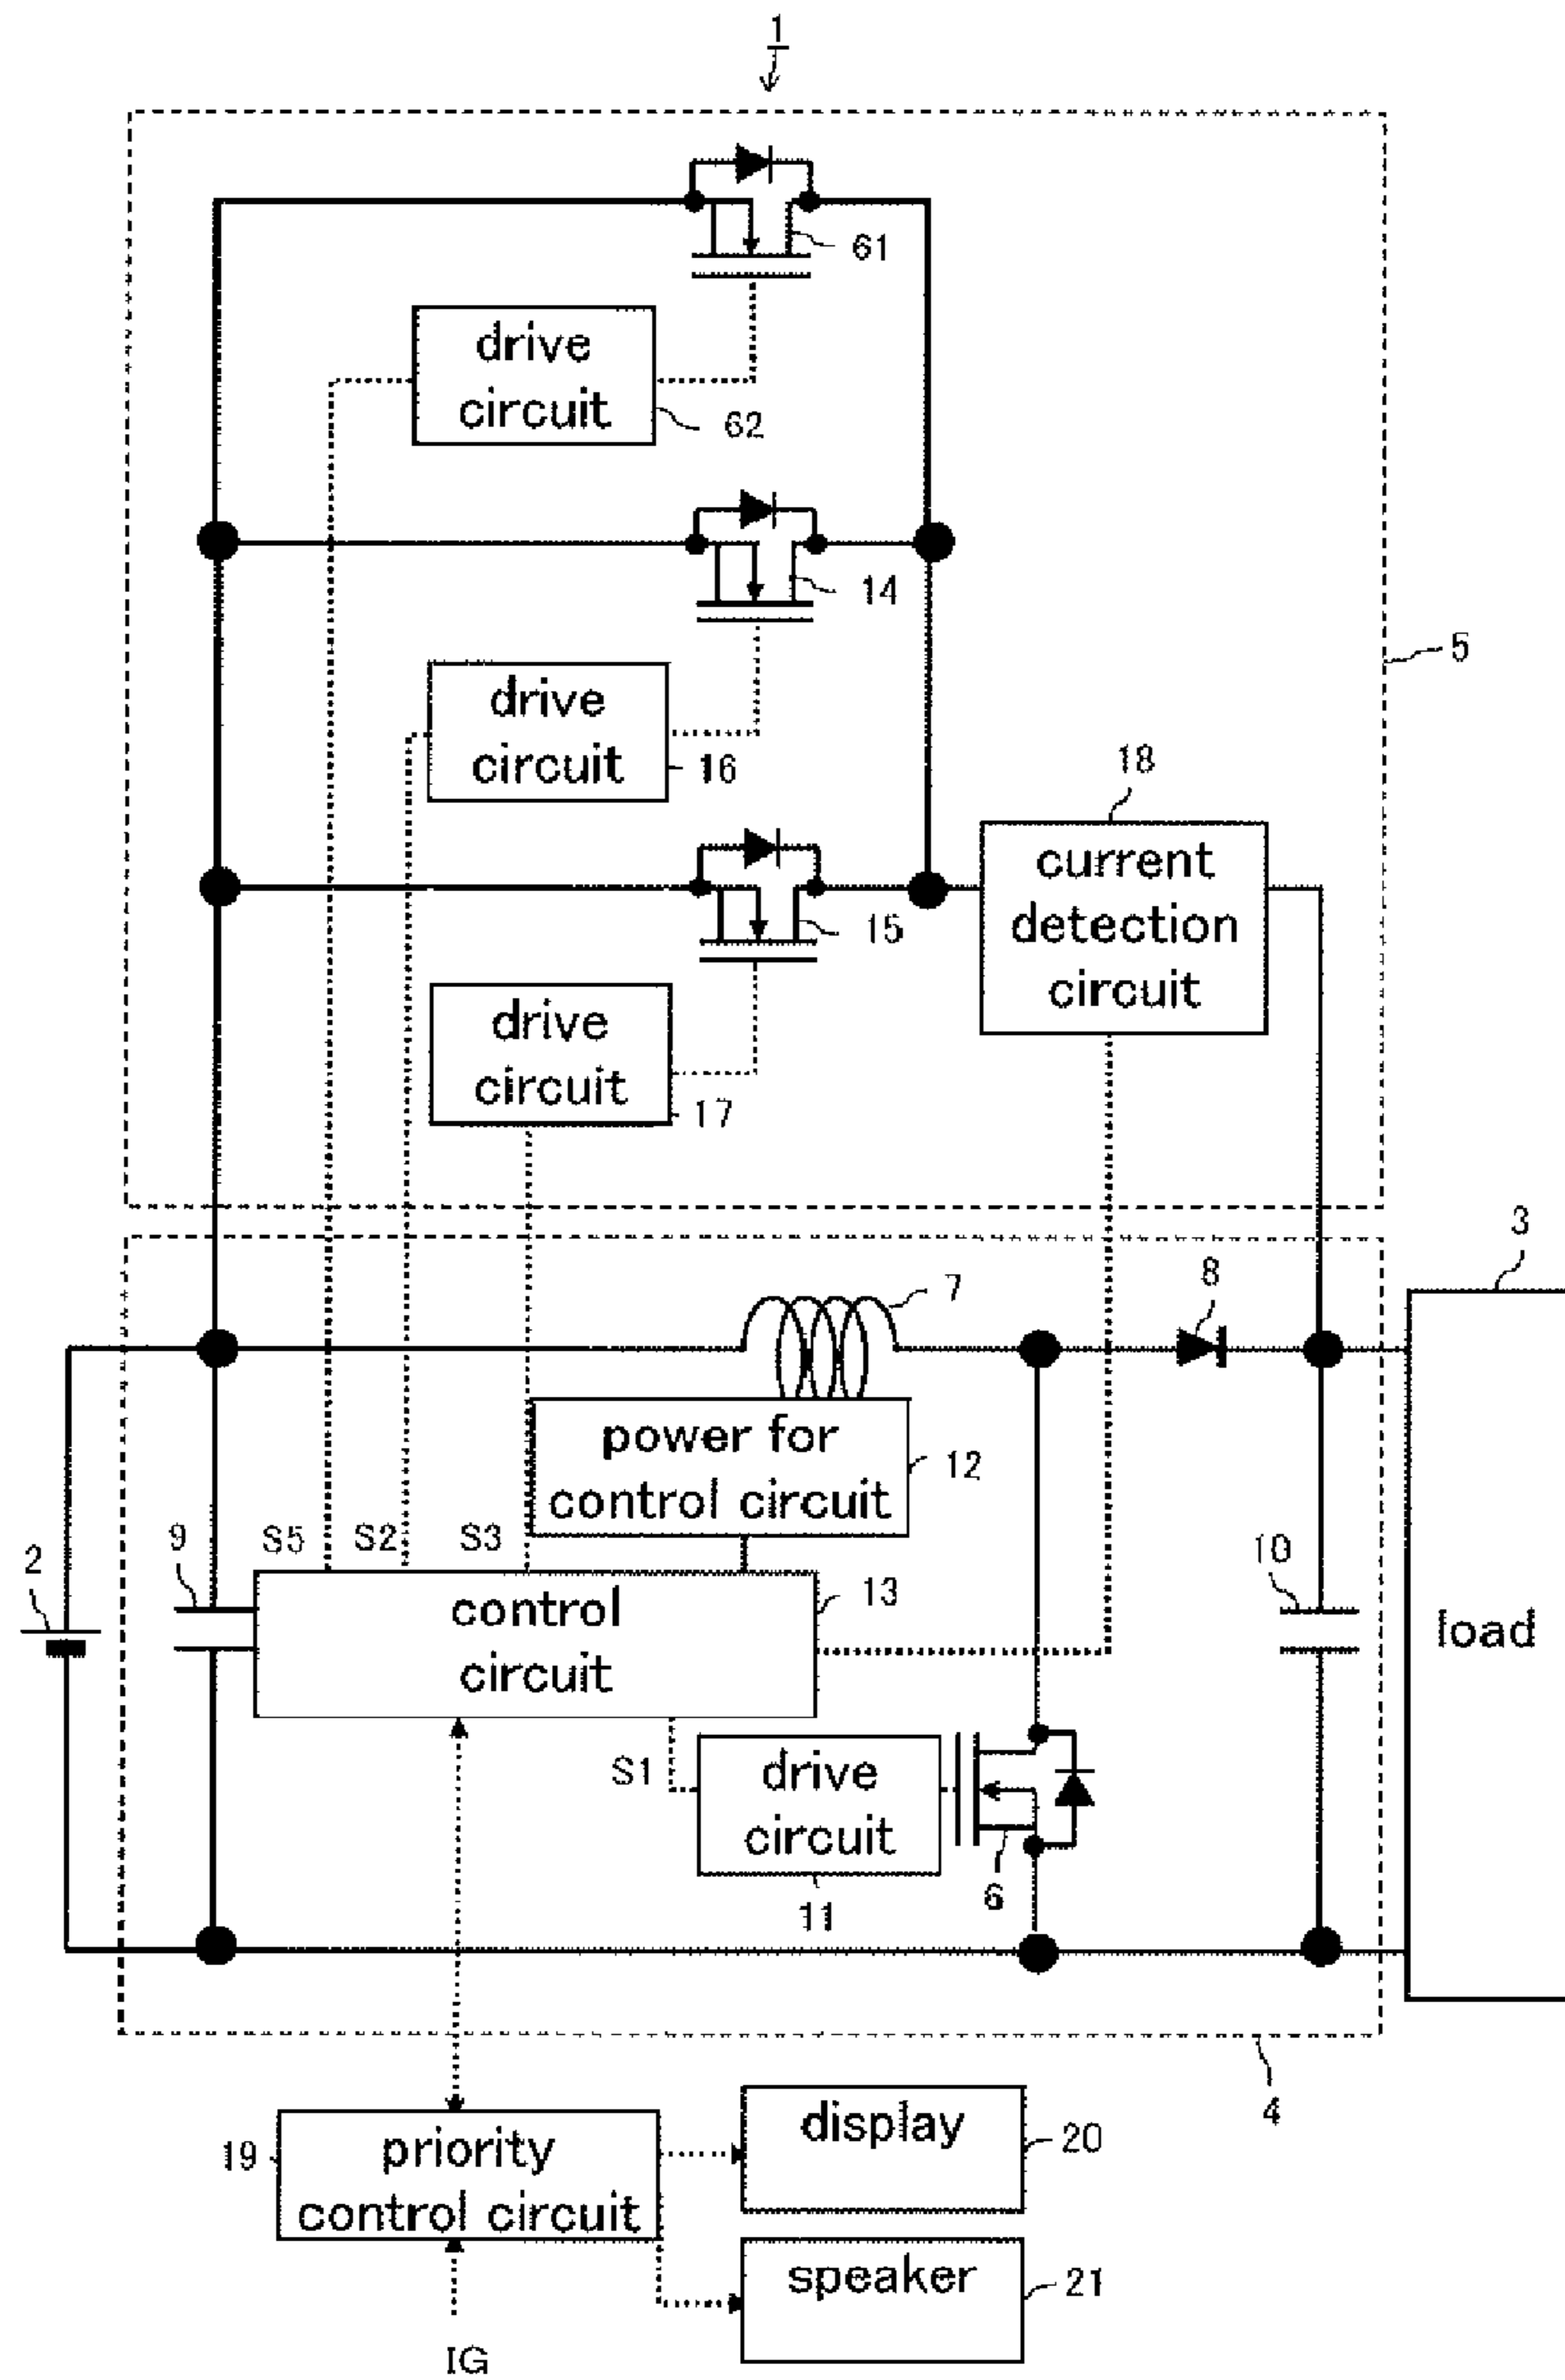 1
61
drive
circuit
62
14
5
drive
circuit
16
18
current
detection
circuit
15
drive
circuit
17
3
8
7
power for
control circuit
12
S5
S2
S3
9
2
10
control
circuit
13
load
S1
drive
circuit
11
6
4
display
20
19
priority
control circuit
speaker
21
IG